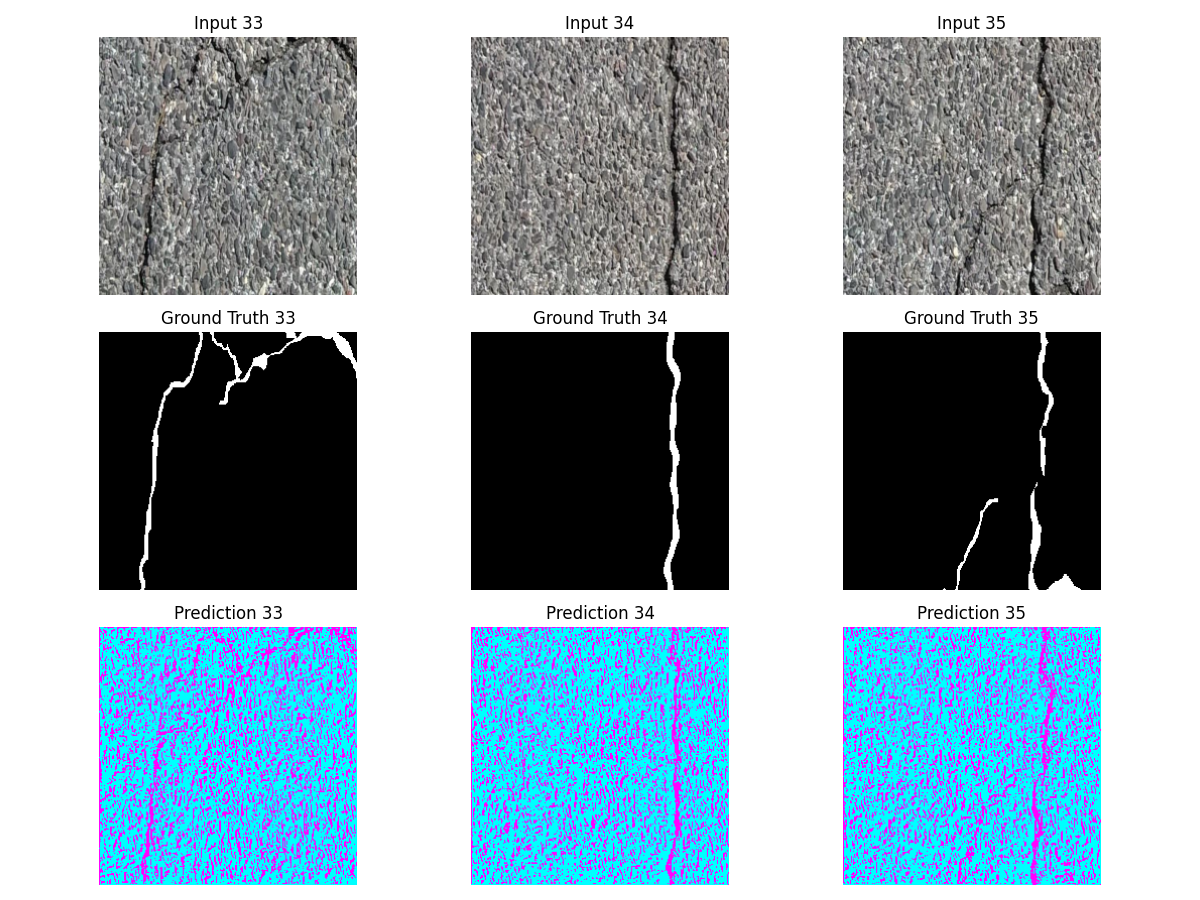 Input 33
Input 34
Input 35
Ground Truth 33
Ground Truth 34
Ground Truth 35
Prediction 33
Prediction 34
Prediction 35